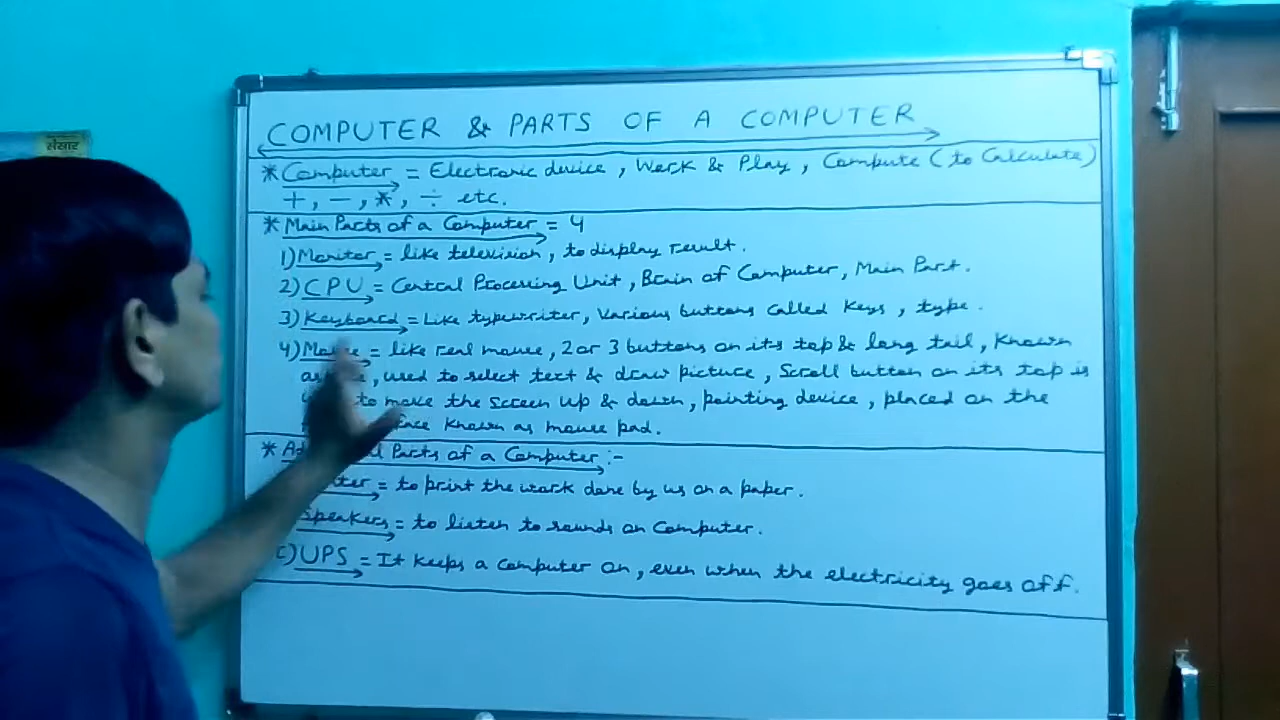 संसार
COMPUTER & PARTS OF A COMPUTER
* Computer = Electronic device, Work & Play, Compute (to Calculate)
+, -, *, ÷ etc.
* Main Parts of a Computer = 4
1) Monitor = like television, to display result.
2) CPU = Central Processing Unit, Brain of Computer, Main Part.
3) Keyboard = Like typewriter, Various buttons called Keys, type.
4) Mouse = like real mouse, 2 or 3 buttons on its top & long tail, Known
used to select text & draw picture, Scroll button on its top is
to move the screen up & down, pointing device, placed on the
Known as mouse pad.
* Parts of a Computer :-
= to print the work done by us on a paper.
Speakers = to listen to sounds on Computer.
C) UPS = It keeps a computer on, even when the electricity goes off.